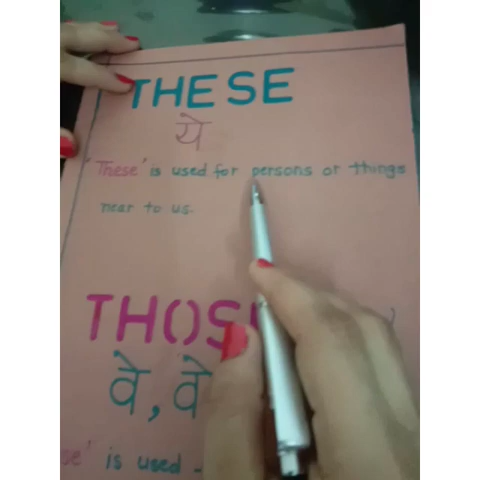 THESE
ये
'These' is used for persons or things
near to us.
THOS
वे, वे
is used -